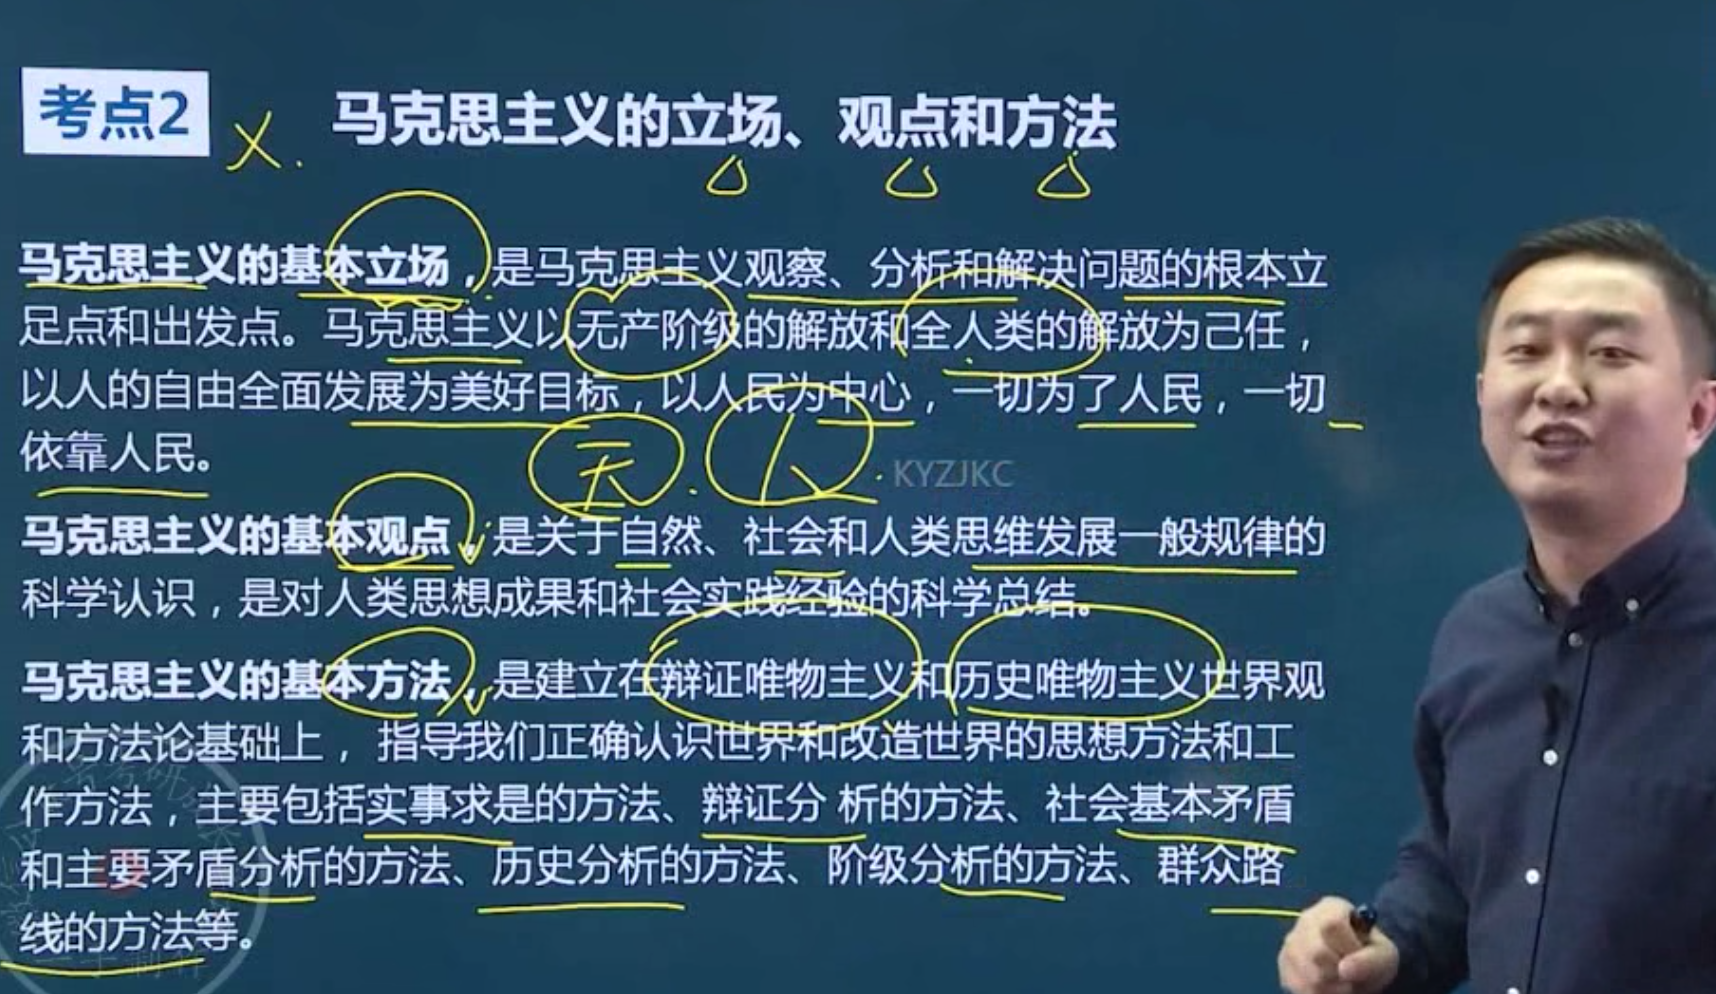 考点2 X. 马克思主义的立场、观点和方法
马克思主义的基本立场，是马克思主义观察、分析和解决问题的根本立
足点和出发点。马克思主义以无产阶级的解放和全人类的解放为己任，
以人的自由全面发展为美好目标，以人民为中心，一切为了人民，一切
依靠人民。
KYZJKC
马克思主义的基本观点，是关于自然、社会和人类思维发展一般规律的
科学认识，是对人类思想成果和社会实践经验的科学总结。
马克思主义的基本方法，是建立在辩证唯物主义和历史唯物主义世界观
和方法论基础上， 指导我们正确认识世界和改造世界的思想方法和工
作方法，主要包括实事求是的方法、辩证分 析的方法、社会基本矛盾
和主要矛盾分析的方法、历史分析的方法、阶级分析的方法、群众路
线的方法等。